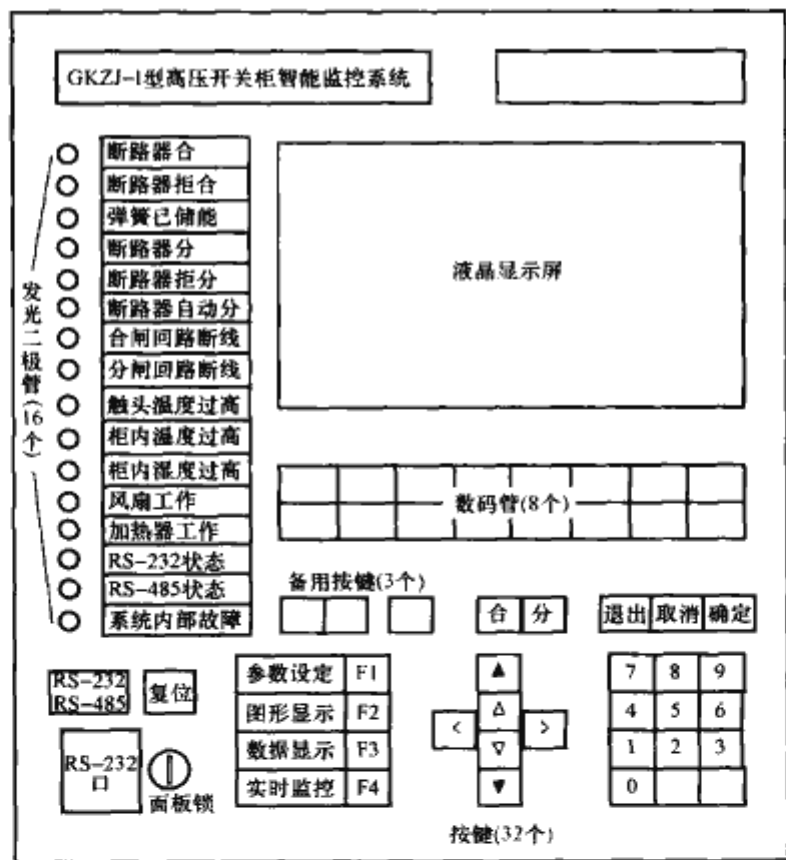 GKZJ-1型高压开关柜智能监控系统
断路器合
断路器拒合
弹簧已储能
断路器分
断路器拒分
断路器自动分
合闸回路断线
分闸回路断线
触头温度过高
柜内温度过高
柜内湿度过高
风扇工作
加热器工作
RS-232状态
RS-485状态
系统内部故障
发光二极管(16个)
液晶显示屏
数码管(8个)
备用按键(3个)
合 分
退出 取消 确定
RS-232
RS-485
复位
RS-232
口
面板锁
参数设定 F1
图形显示 F2
数据显示 F3
实时监控 F4
▲
△
< >
▽
▼
7 8 9
4 5 6
1 2 3
0
按键(32个)